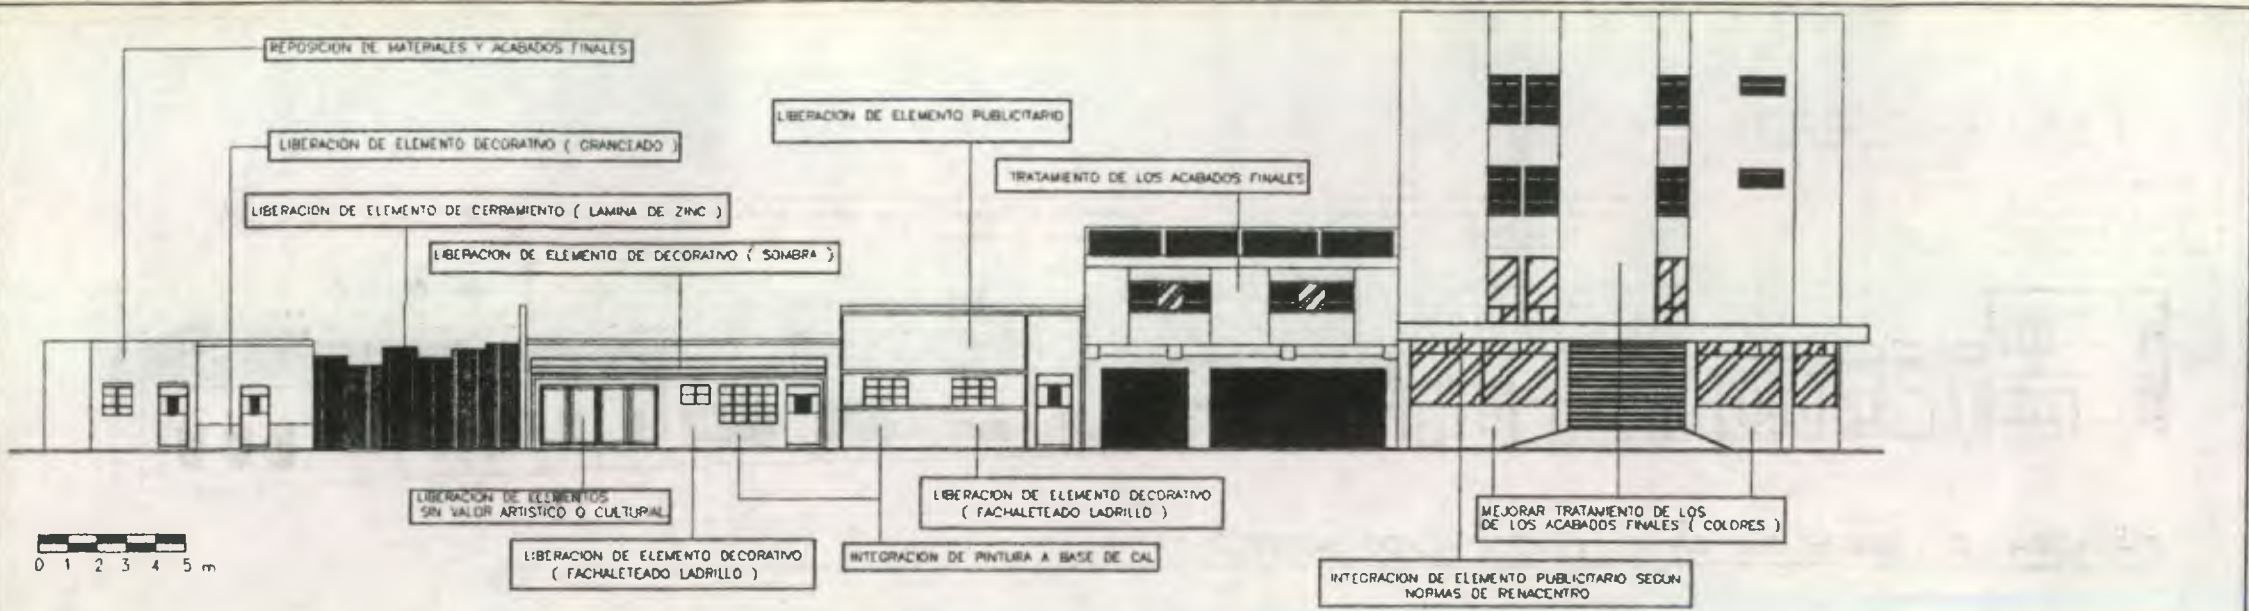 REPOSICION DE MATERIALES Y ACABADOS FINALES
LIBERACION DE ELEMENTO PUBLICITARIO
LIBERACION DE ELEMENTO DECORATIVO ( GRANCEADO )
TRATAMIENTO DE LOS ACABADOS FINALES
LIBERACION DE ELEMENTO DE CERRAMIENTO ( LAMINA DE ZINC )
LIBERACION DE ELEMENTO DE DECORATIVO ( SOMBRA )
LIBERACION DE ELEMENTOS
SIN VALOR ARTISTICO O CULTURAL
LIBERACION DE ELEMENTO DECORATIVO
( FACHALETEADO LADRILLO )
MEJORAR TRATAMIENTO DE LOS
DE LOS ACABADOS FINALES ( COLORES )
LIBERACION DE ELEMENTO DECORATIVO
( FACHALETEADO LADRILLO )
INTEGRACION DE PINTURA A BASE DE CAL
INTEGRACION DE ELEMENTO PUBLICITARIO SEGUN
NORMAS DE RENACENTRO
0 1 2 3 4 5 m